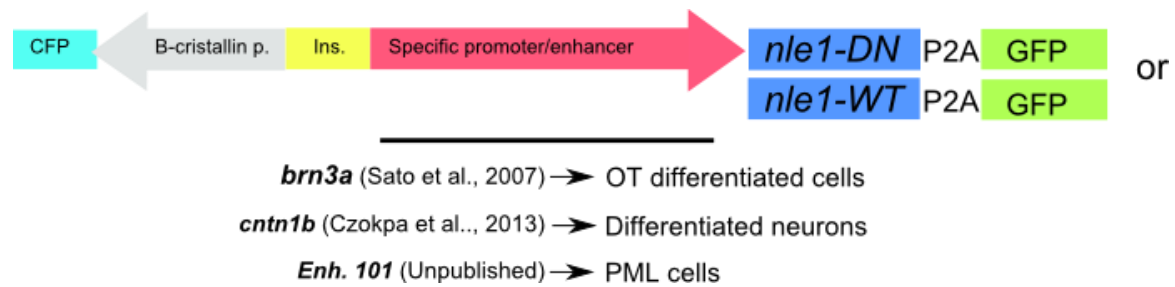 CFP B-cristallin p. Ins. Specific promoter/enhancer nle1-DN P2A GFP or
nle1-WT P2A GFP
brn3a (Sato et al., 2007) → OT differentiated cells
cntn1b (Czokpa et al.., 2013) → Differentiated neurons
Enh. 101 (Unpublished) → PML cells